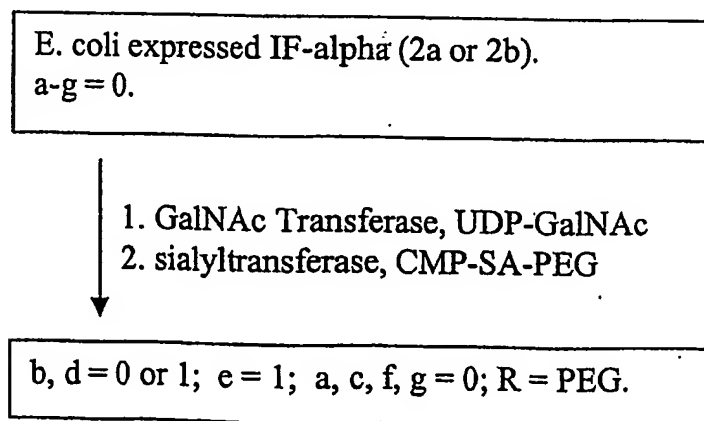 E. coli expressed IF-alpha (2a or 2b).
a-g = 0.
1. GalNAc Transferase, UDP-GalNAc
2. sialyltransferase, CMP-SA-PEG
b, d = 0 or 1;  e = 1;  a, c, f, g = 0; R = PEG.